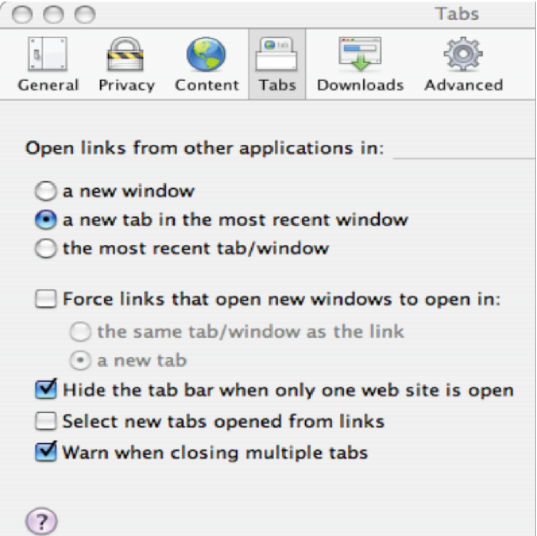 Tabs
General Privacy Content Tabs Downloads Advanced
Open links from other applications in:
a new window
a new tab in the most recent window
the most recent tab/window
Force links that open new windows to open in:
the same tab/window as the link
a new tab
Hide the tab bar when only one web site is open
Select new tabs opened from links
Warn when closing multiple tabs
?